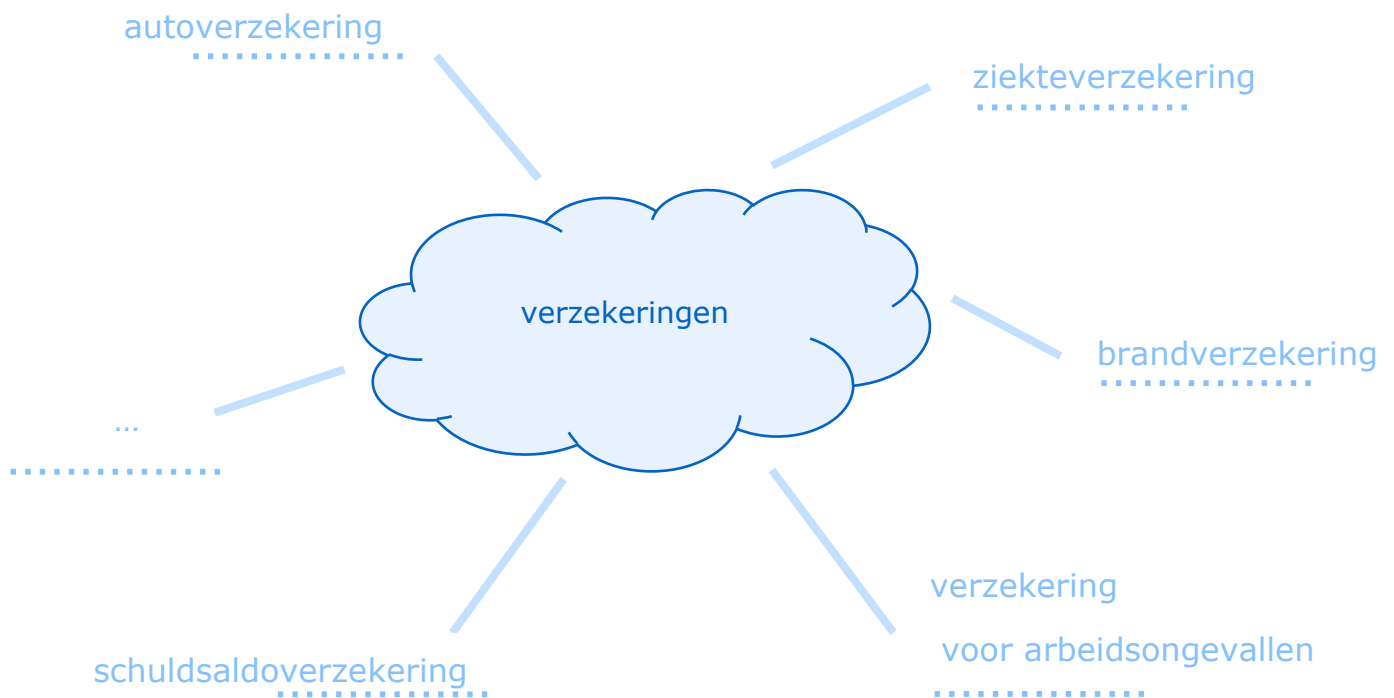 autoverzekering
ziekteverzekering
verzekeringen
brandverzekering
...
verzekering
voor arbeidsongevallen
schuldsaldoverzekering